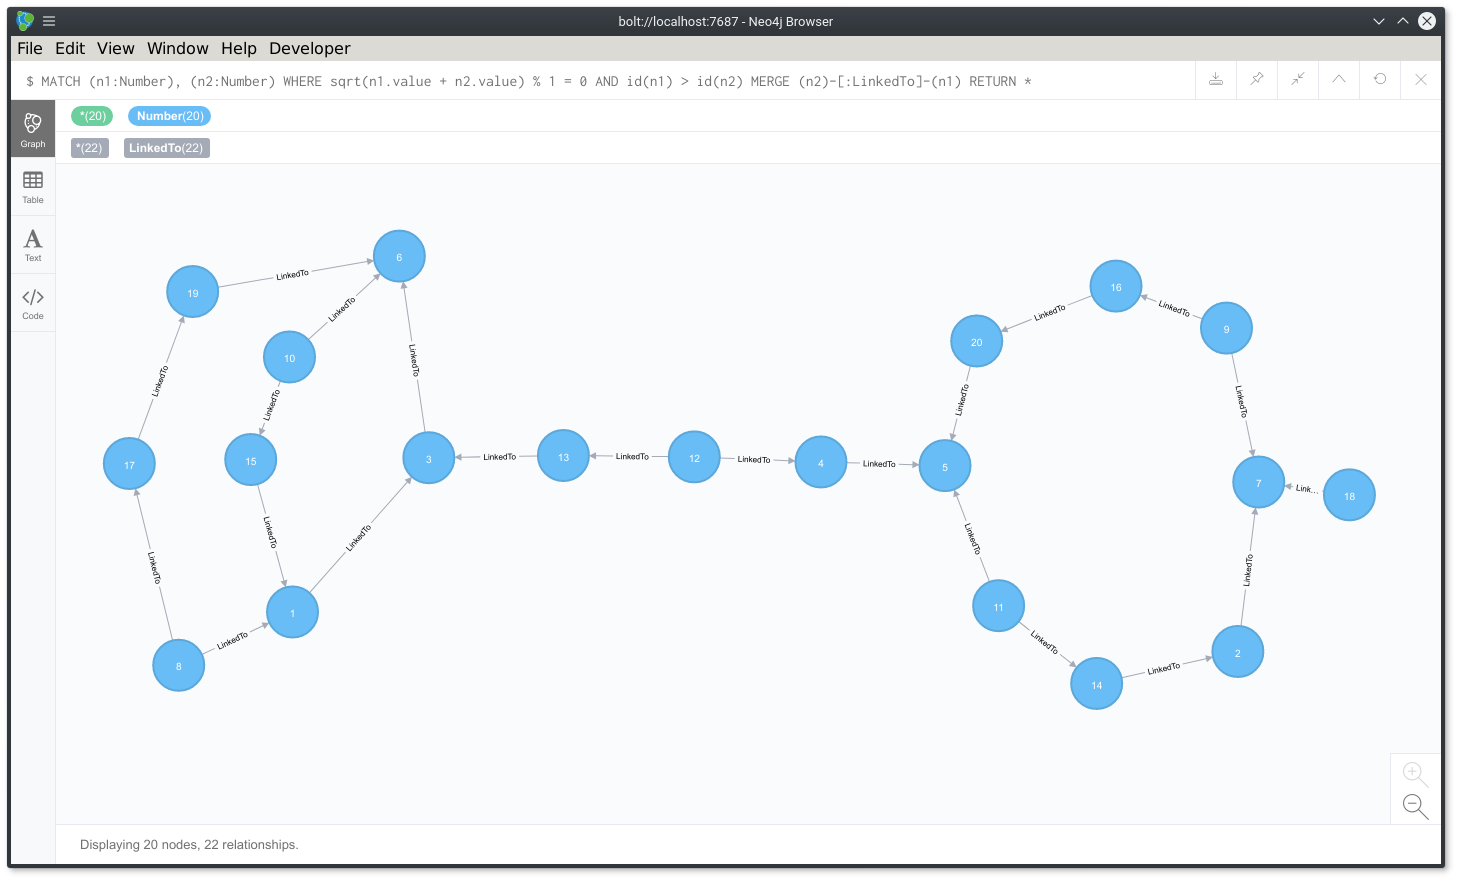 bolt://localhost:7687 - Neo4j Browser
File Edit View Window Help Developer
$ MATCH (n1:Number), (n2:Number) WHERE sqrt(n1.value + n2.value) % 1 = 0 AND id(n1) > id(n2) MERGE (n2)-[:LinkedTo]-(n1) RETURN *
*(20) Number(20)
*(22) LinkedTo(22)
Graph
Table
A
Text
</>
Code
6
LinkedTo
19
LinkedTo
10
LinkedTo
LinkedTo
LinkedTo
17
15
3
LinkedTo
13
LinkedTo
12
LinkedTo
4
LinkedTo
5
LinkedTo
LinkedTo
LinkedTo
1
LinkedTo
8
16
LinkedTo
9
LinkedTo
20
LinkedTo
LinkedTo
7
Link...
18
LinkedTo
LinkedTo
11
LinkedTo
2
LinkedTo
14
Displaying 20 nodes, 22 relationships.